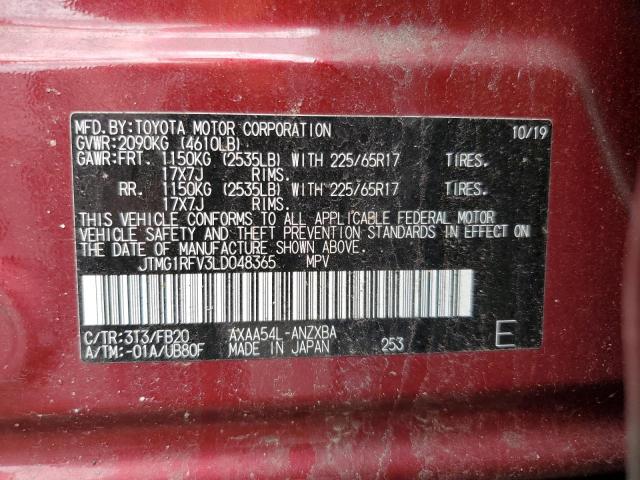 MFD.BY:TOYOTA MOTOR CORPORATION 10/19
GVWR:2090KG (4610LB)
GAWR:FRT. 1150KG (2535LB) WITH 225/65R17 TIRES.
17X7J RIMS.
RR. 1150KG (2535LB) WITH 225/65R17 TIRES.
17X7J RIMS.
THIS VEHICLE CONFORMS TO ALL APPLICABLE FEDERAL MOTOR
VEHICLE SAFETY AND THEFT PREVENTION STANDARDS IN EFFECT ON
THE DATE OF MANUFACTURE SHOWN ABOVE.
JTMG1RFV3LD048365 MPV
C/TR:3T3/FB20 AXAA54L-ANZXBA
A/TM:-01A/UB80F MADE IN JAPAN 253 E